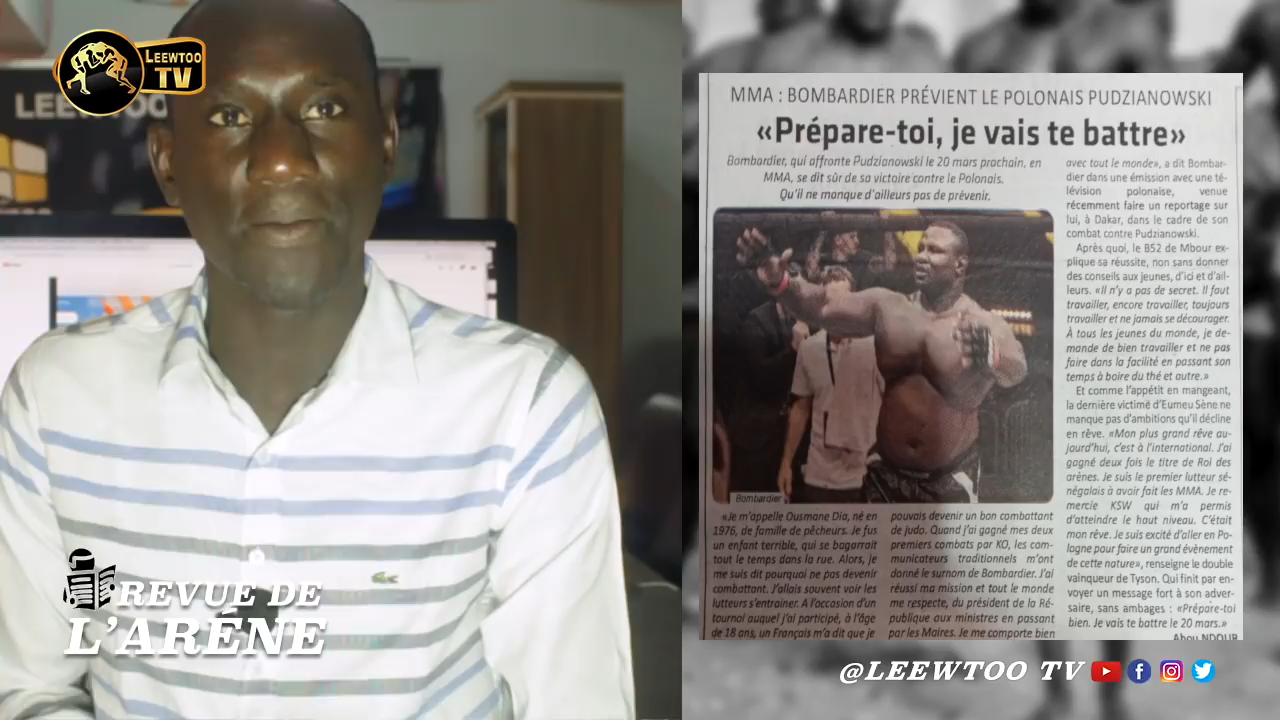 LEEWTOO
TV
LEEWTOO
MMA : BOMBARDIER PRÉVIENT LE POLONAIS PUDZIANOWSKI
«Prépare-toi, je vais te battre»
Bombardier, qui affronte Pudzianowski le 20 mars prochain, en
MMA, se dit sûr de sa victoire contre le Polonais.
Qu'il ne manque d'ailleurs pas de prévenir.
Bombardier
«Je m'appelle Ousmane Dia, né en
1976, de famille de pêcheurs. Je fus
un enfant terrible, qui se bagarrait
tout le temps dans la rue. Alors, je
me suis dit pourquoi ne pas devenir
combattant. J'allais souvent voir les
lutteurs s'entrainer. A l'occasion d'un
tournoi auquel j'ai participé, à l'âge
de 18 ans, un Français m'a dit que je
pouvais devenir un bon combattant
de judo. Quand j'ai gagné mes deux
premiers combats par KO, les com-
municateurs traditionnels m'ont
donné le surnom de Bombardier. J'ai
réussi ma mission et tout le monde
me respecte, du président de la Ré-
publique aux ministres en passant
par les Maires. Je me comporte bien
avec tout le monde», a dit Bombar-
dier dans une émission avec une té-
lévision polonaise, venue
récemment faire un reportage sur
lui, à Dakar, dans le cadre de son
combat contre Pudzianowski.
Après quoi, le B52 de Mbour ex-
plique sa réussite, non sans donner
des conseils aux jeunes, d'ici et d'ail-
leurs. «Il n'y a pas de secret. Il faut
travailler, encore travailler, toujours
travailler et ne jamais se décourager.
À tous les jeunes du monde, je de-
mande de bien travailler et ne pas
faire dans la facilité en passant son
temps à boire du thé et autre.»
Et comme l'appétit en mangeant,
la dernière victime d'Eumeu Sène ne
manque pas d'ambitions qu'il décline
en rêve. «Mon plus grand rêve au-
jourd'hui, c'est à l'international. J'ai
gagné deux fois le titre de Roi des
arènes. Je suis le premier lutteur sé-
négalais à avoir fait les MMA. Je re-
mercie KSW qui m'a permis
d'atteindre le haut niveau. C'était
mon rêve. Je suis excité d'aller en Po-
logne pour faire un grand évènement
de cette nature», renseigne le double
vainqueur de Tyson. Qui finit par en-
voyer un message fort à son adver-
saire, sans ambages : «Prépare-toi
bien. Je vais te battre le 20 mars.»
Abou NDOUR
REVUE DE
L'ARÉNE
@LEEWTOO TV